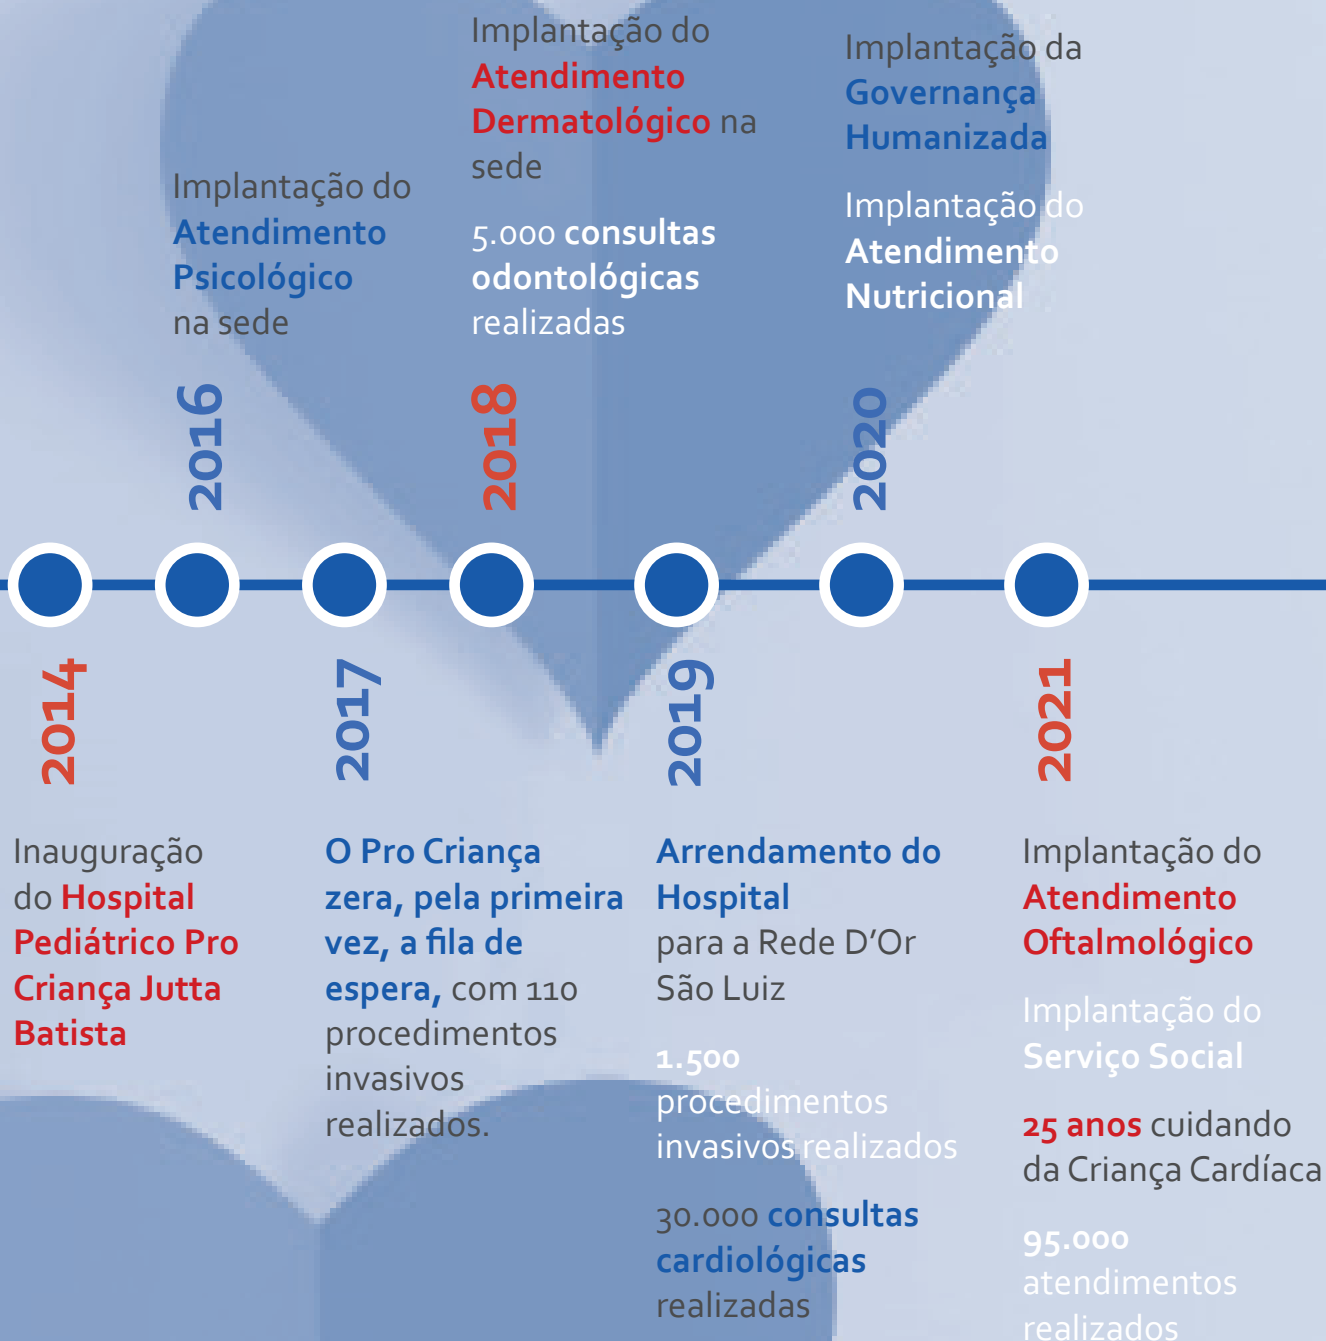 Implantação do
Atendimento
Psicológico
na sede
2016
Implantação do
Atendimento
Dermatológico na
sede
5.000 consultas
odontológicas
realizadas
2018
Implantação da
Governança
Humanizada
Implantação do
Atendimento
Nutricional
2020
2014
Inauguração
do Hospital
Pediátrico Pro
Criança Jutta
Batista
2017
O Pro Criança
zera, pela primeira
vez, a fila de
espera, com 110
procedimentos
invasivos
realizados.
2019
Arrendamento do
Hospital
para a Rede D’Or
São Luiz
1.500
procedimentos
invasivos realizados
30.000 consultas
cardiológicas
realizadas
2021
Implantação do
Atendimento
Oftalmológico
Implantação do
Serviço Social
25 anos cuidando
da Criança Cardíaca
95.000
atendimentos
realizados